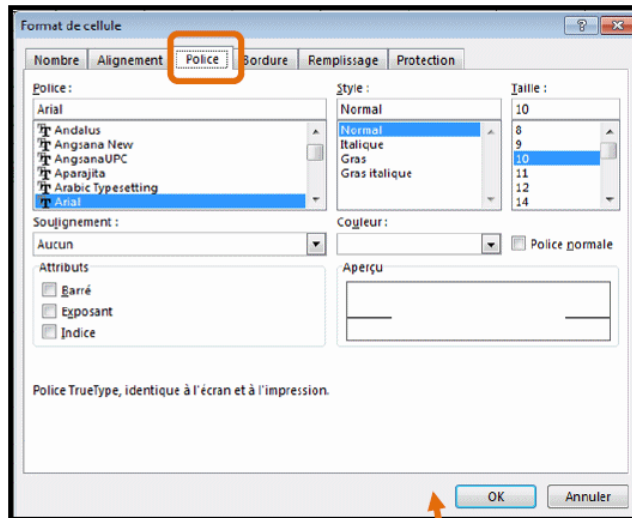 Format de cellule
Nombre Alignement Police Bordure Remplissage Protection
Police : Style : Taille :
Arial Normal 10
Andalus Normal 8
Angsana New Italique 9
AngsanaUPC Gras 10
Aparajita Gras italique 11
Arabic Typesetting 12
Arial 14
Soulignement : Couleur :
Aucun Police normale
Attributs Aperçu
Barré
Exposant
Indice
Police TrueType, identique à l'écran et à l'impression.
OK Annuler